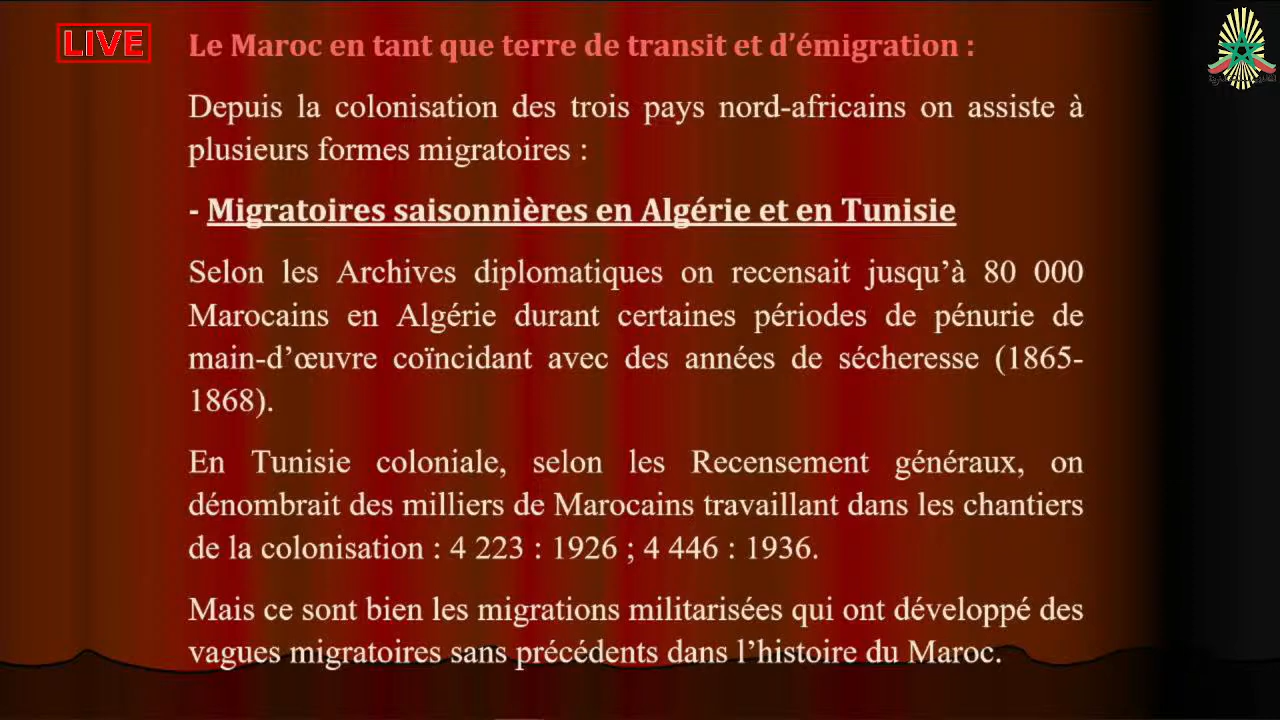 LIVE
Le Maroc en tant que terre de transit et d’émigration :
Depuis la colonisation des trois pays nord-africains on assiste à
plusieurs formes migratoires :
- Migratoires saisonnières en Algérie et en Tunisie
Selon les Archives diplomatiques on recensait jusqu’à 80 000
Marocains en Algérie durant certaines périodes de pénurie de
main-d’œuvre coïncidant avec des années de sécheresse (1865-
1868).
En Tunisie coloniale, selon les Recensement généraux, on
dénombrait des milliers de Marocains travaillant dans les chantiers
de la colonisation : 4 223 : 1926 ; 4 446 : 1936.
Mais ce sont bien les migrations militarisées qui ont développé des
vagues migratoires sans précédents dans l’histoire du Maroc.